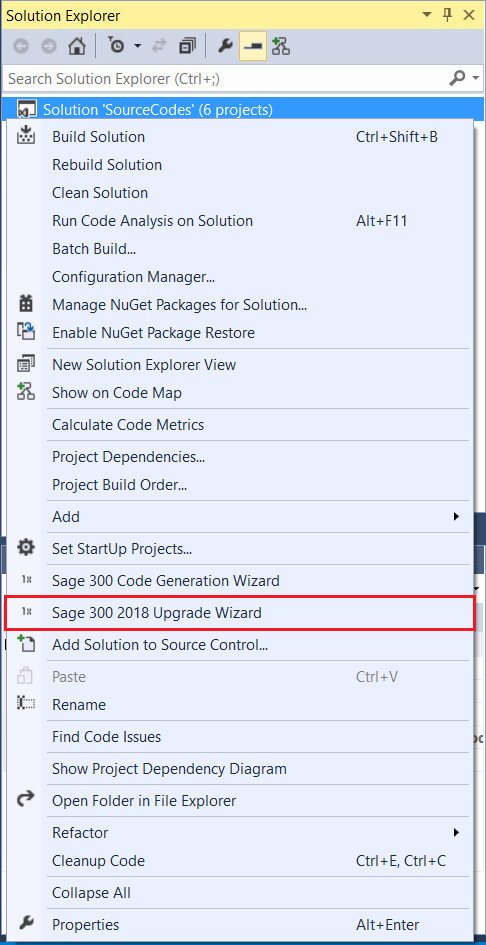 Solution Explorer
Search Solution Explorer (Ctrl+;)
Solution 'SourceCodes' (6 projects)
Build Solution Ctrl+Shift+B
Rebuild Solution
Clean Solution
Run Code Analysis on Solution Alt+F11
Batch Build...
Configuration Manager...
Manage NuGet Packages for Solution...
Enable NuGet Package Restore
New Solution Explorer View
Show on Code Map
Calculate Code Metrics
Project Dependencies...
Project Build Order...
Add
Set StartUp Projects...
Sage 300 Code Generation Wizard
Sage 300 2018 Upgrade Wizard
Add Solution to Source Control...
Paste Ctrl+V
Rename
Find Code Issues
Show Project Dependency Diagram
Open Folder in File Explorer
Refactor
Cleanup Code Ctrl+E, Ctrl+C
Collapse All
Properties Alt+Enter